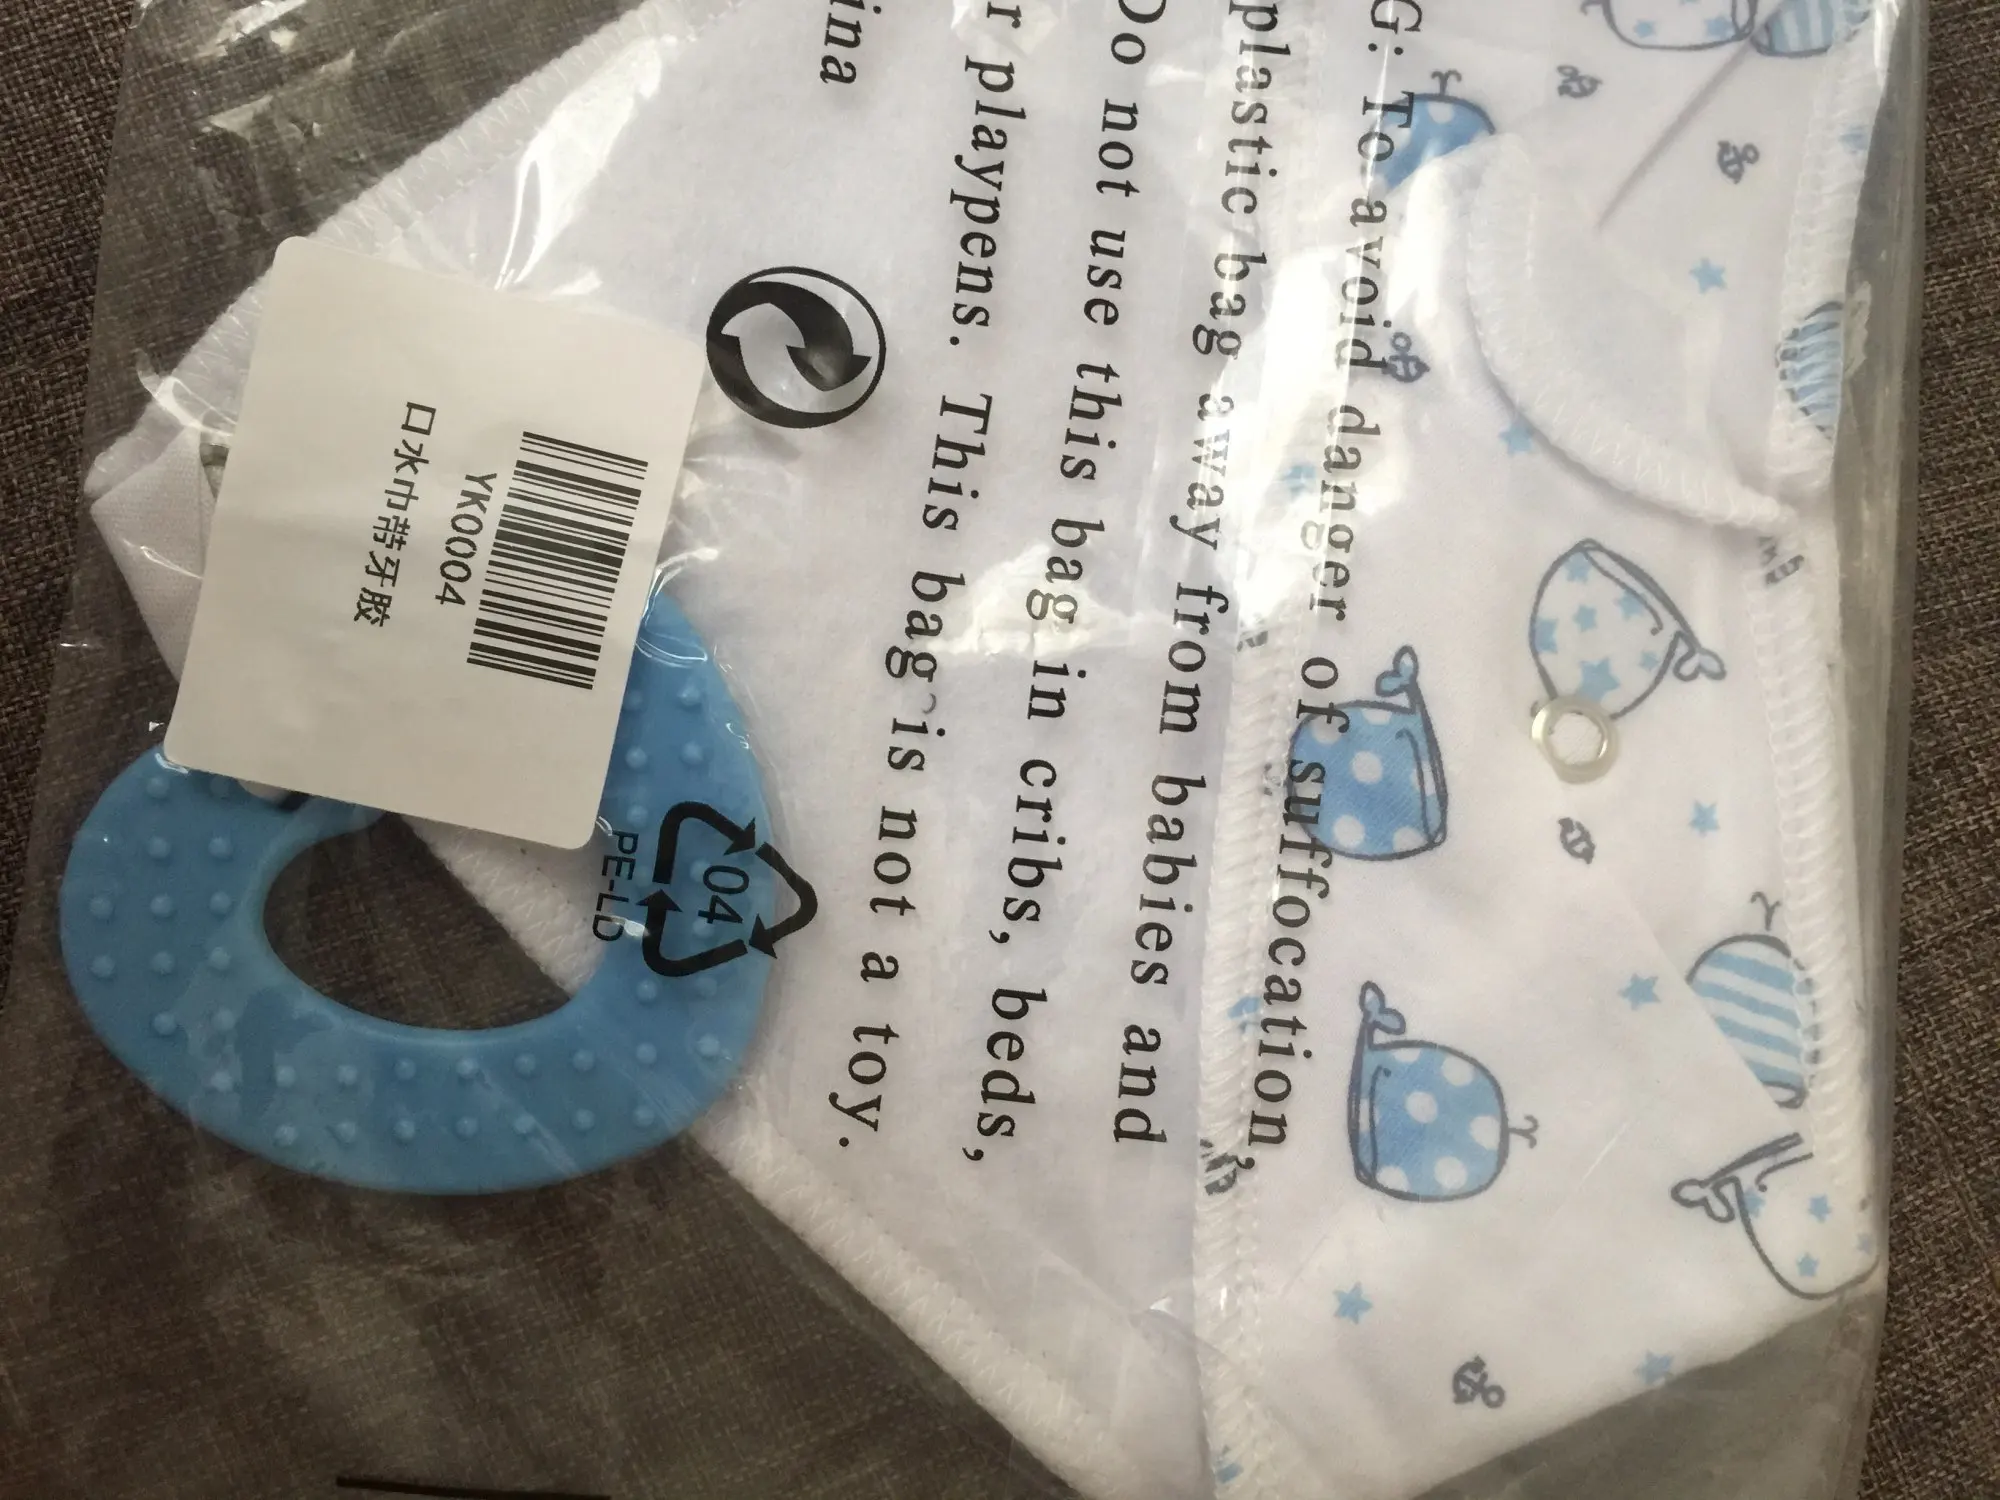 G: To avoid danger of suffocation,
plastic bag away from babies and
Do not use this bag in cribs, beds,
r playpens. This bag is not a toy.
ina
YK00004
口水巾带牙胶
04
PE-LD